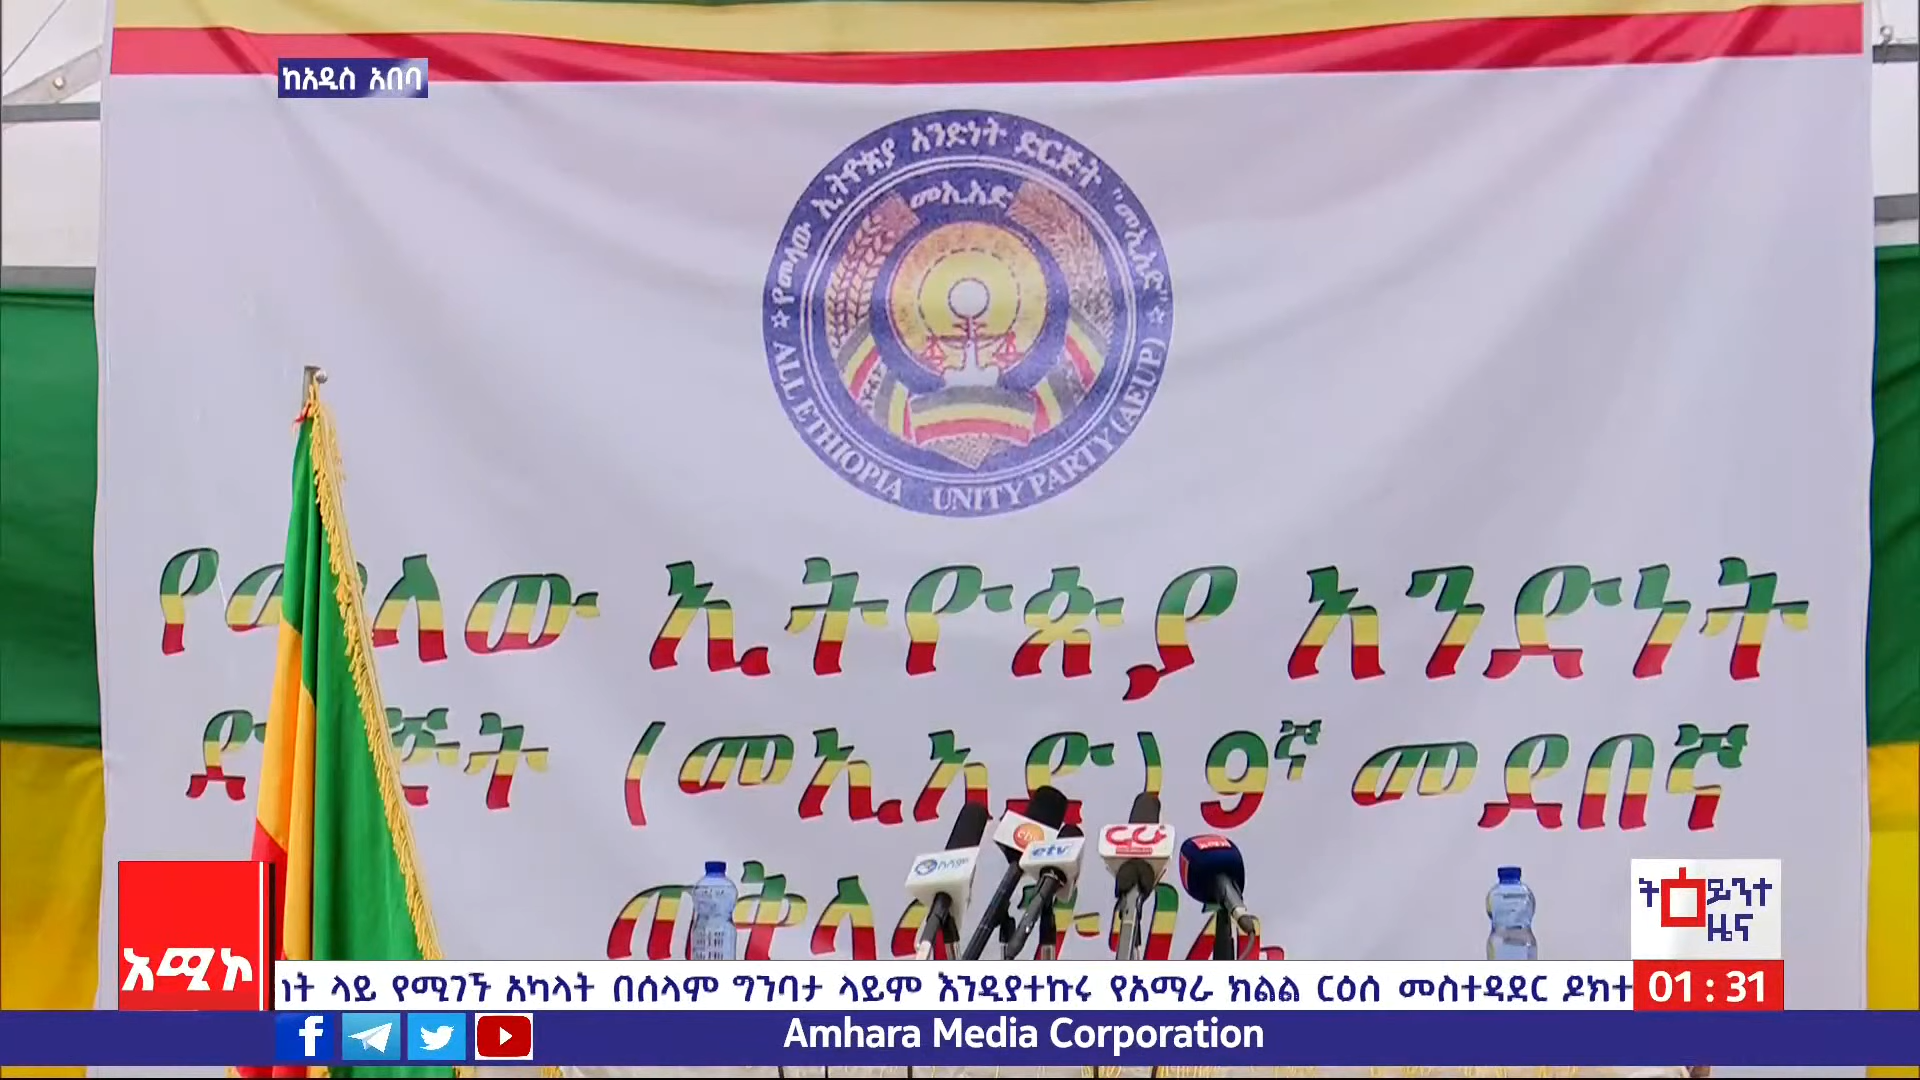 ከአዲስ አበባ
የመላው ኢትዮጵያ አንድነት ድርጅት "መኢአድ"
መኢአድ
ALL ETHIOPIA UNITY PARTY (AEUP)
የመላው ኢትዮጵያ አንድነት
ድርጅት (መኢአድ) 9ኛ መደበኛ
etv
አሚኮ
ትዕይንተ
ዜና
ነት ላይ የሚገኙ አካላት በሰላም ግንባታ ላይም እንዲያተኩሩ የአማራ ክልል ርዕሰ መስተዳደር ዶክተ
01:31
Amhara Media Corporation